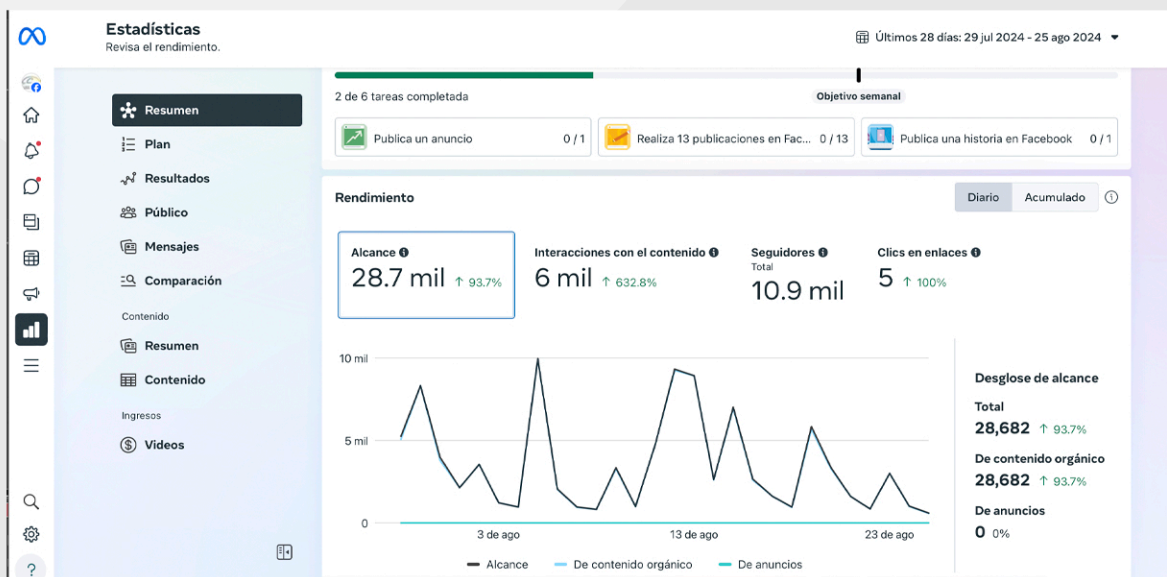 Estadísticas
Revisa el rendimiento.
Últimos 28 días: 29 jul 2024 - 25 ago 2024
Resumen
Plan
Resultados
Público
Mensajes
Comparación
Contenido
Resumen
Contenido
Ingresos
Videos
?
2 de 6 tareas completada
Objetivo semanal
Publica un anuncio 0 / 1
Realiza 13 publicaciones en Fac... 0 / 13
Publica una historia en Facebook 0 / 1
Rendimiento
Diario
Acumulado
Alcance
28.7 mil ↑ 93.7%
Interacciones con el contenido
6 mil ↑ 632.8%
Seguidores
Total
10.9 mil
Clics en enlaces
5 ↑ 100%
10 mil
5 mil
0
3 de ago
13 de ago
23 de ago
Alcance
De contenido orgánico
De anuncios
Desglose de alcance
Total
28,682 ↑ 93.7%
De contenido orgánico
28,682 ↑ 93.7%
De anuncios
0 0%